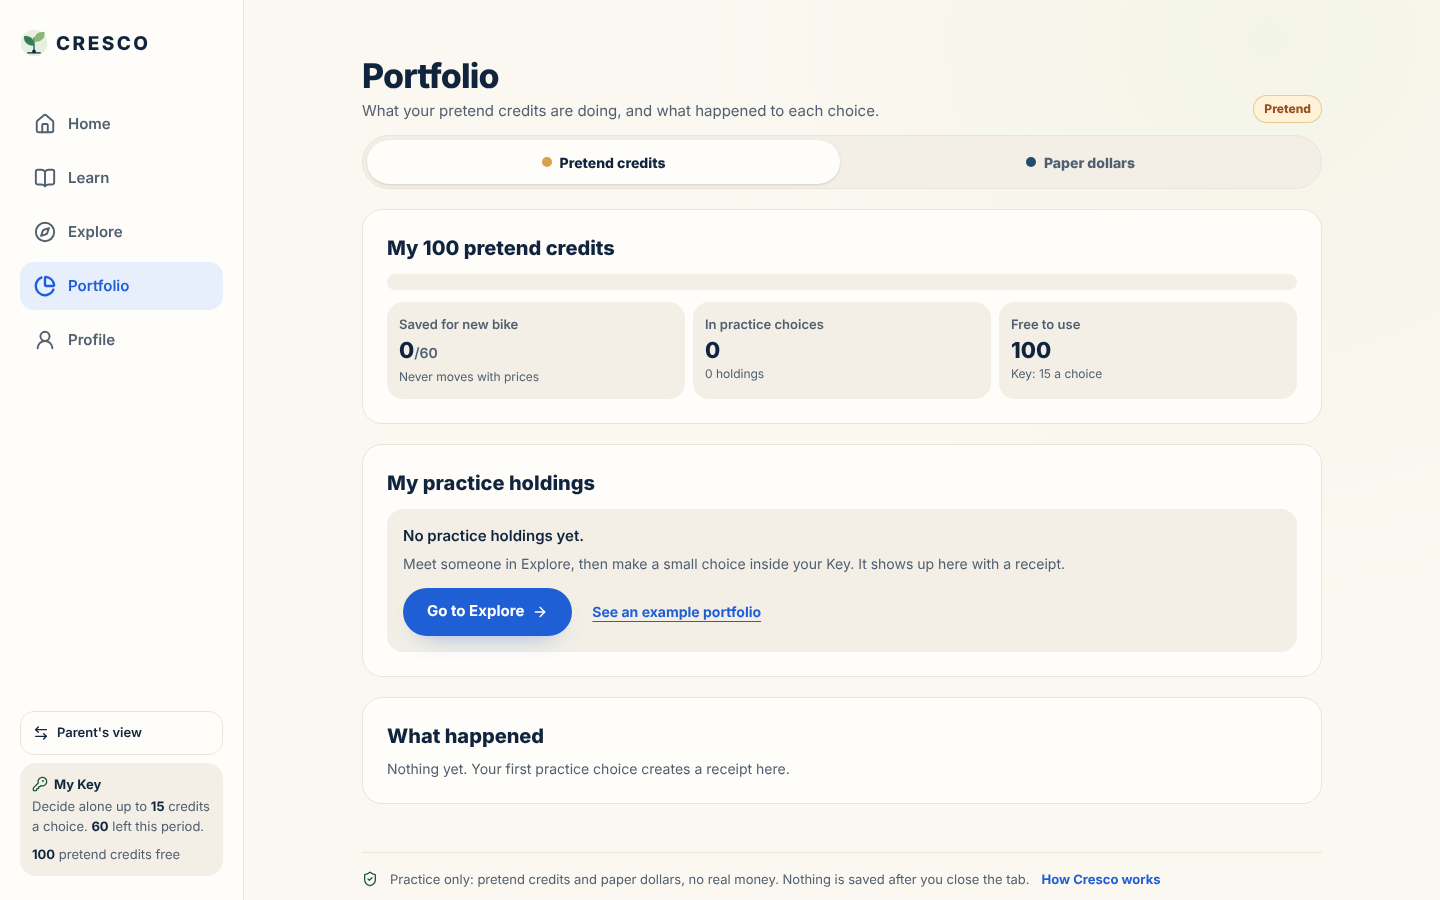 CRESCO
Home
Learn
Explore
Portfolio
Profile
Parent's view
My Key
Decide alone up to 15 credits
a choice. 60 left this period.
100 pretend credits free
Portfolio
What your pretend credits are doing, and what happened to each choice.
Pretend
Pretend credits
Paper dollars
My 100 pretend credits
Saved for new bike
0/60
Never moves with prices
In practice choices
0
0 holdings
Free to use
100
Key: 15 a choice
My practice holdings
No practice holdings yet.
Meet someone in Explore, then make a small choice inside your Key. It shows up here with a receipt.
Go to Explore →
See an example portfolio
What happened
Nothing yet. Your first practice choice creates a receipt here.
Practice only: pretend credits and paper dollars, no real money. Nothing is saved after you close the tab. How Cresco works